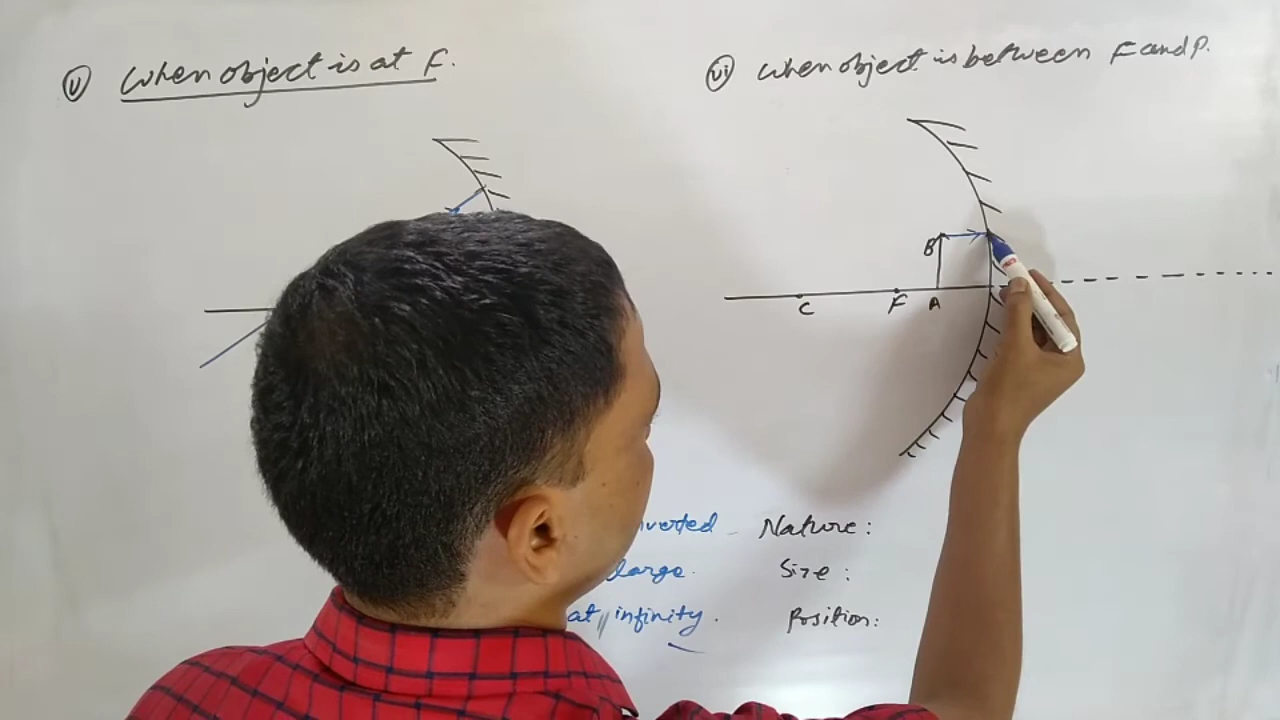 (v) When object is at F.
(vi) When object is between F and P.
B
C F A
nverted Nature:
large. Size:
at infinity. Position: